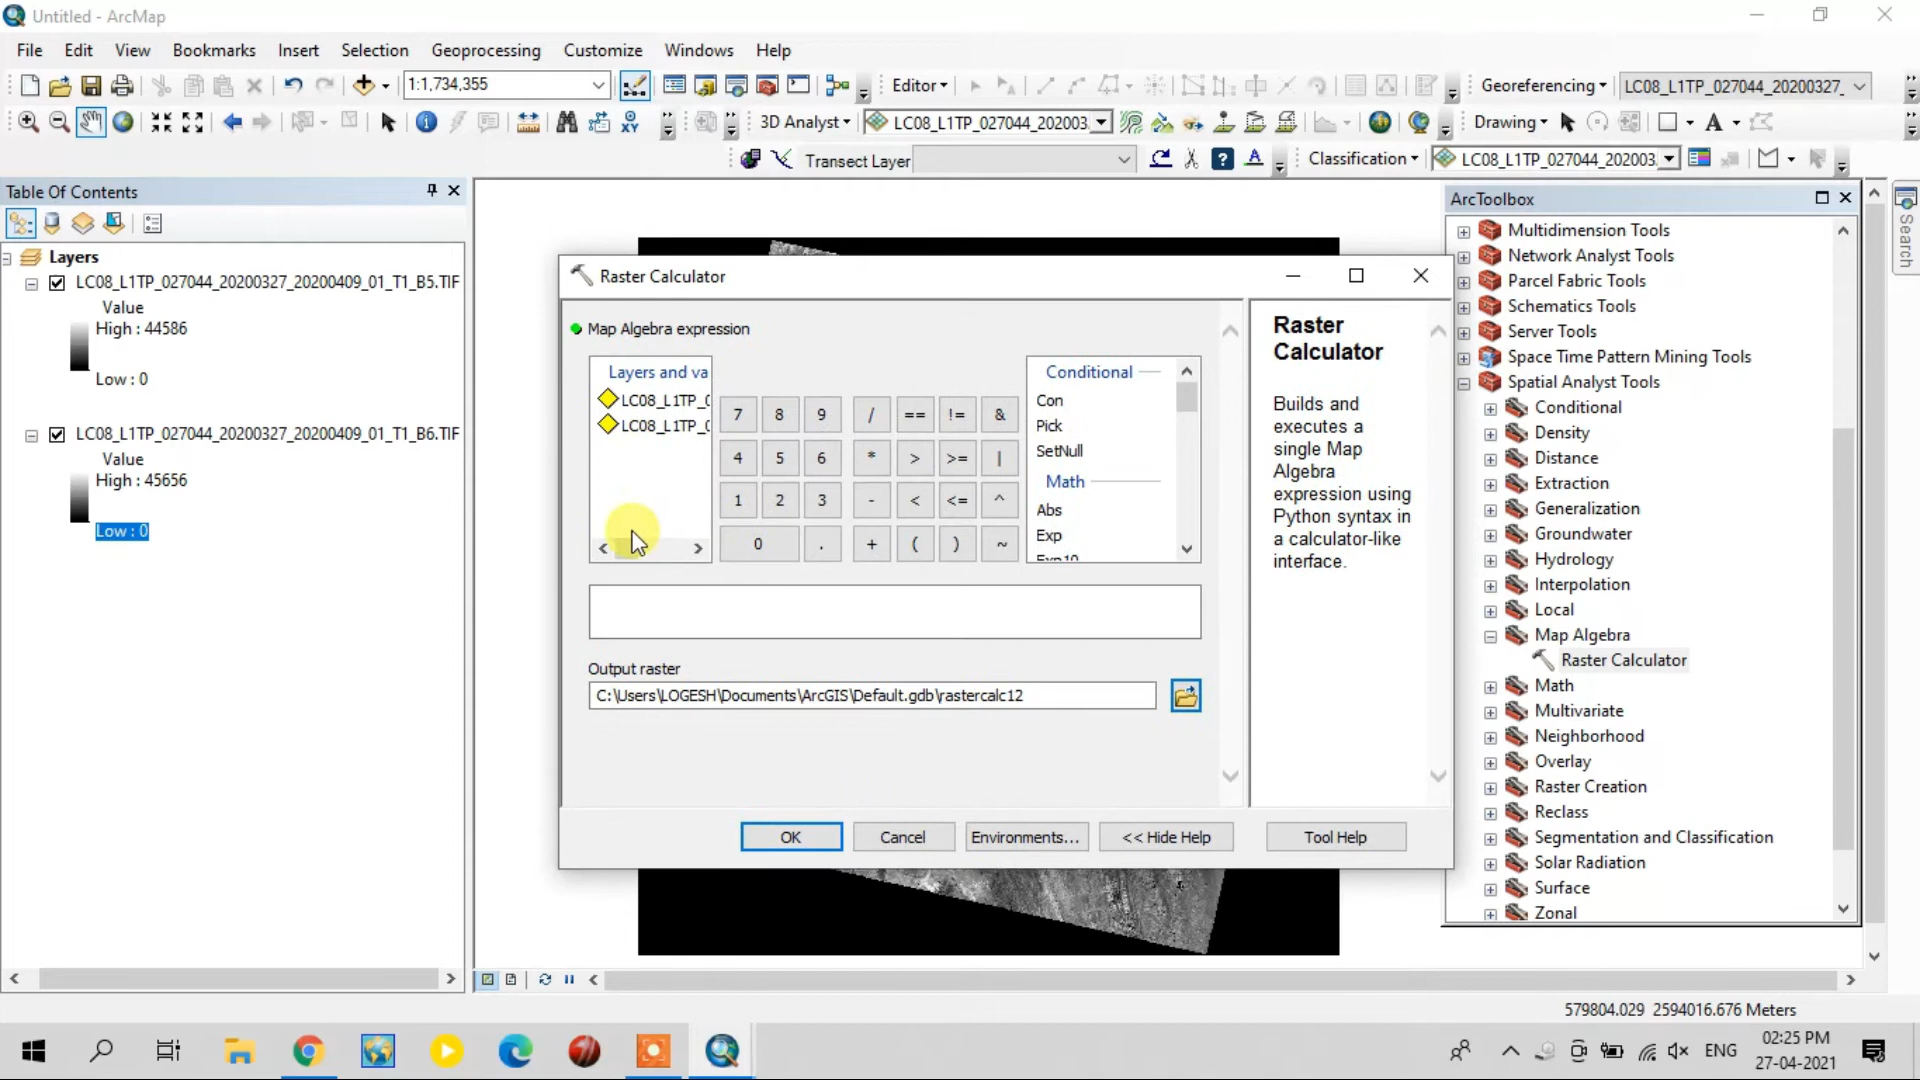 Untitled - ArcMap
File Edit View Bookmarks Insert Selection Geoprocessing Customize Windows Help
1:1,734,355
Editor
Georeferencing
LC08_L1TP_027044_20200327_
3D Analyst
LC08_L1TP_027044_202003
Drawing
A
Transect Layer
Classification
LC08_L1TP_027044_202003
Table Of Contents
Layers
LC08_L1TP_027044_20200327_20200409_01_T1_B5.TIF
Value
High : 44586
Low : 0
LC08_L1TP_027044_20200327_20200409_01_T1_B6.TIF
Value
High : 45656
Low : 0
Raster Calculator
Map Algebra expression
Layers and va
LC08_L1TP_0
LC08_L1TP_0
7 8 9 / == != &
4 5 6 * > >= |
1 2 3 - < <= ^
0 . + ( ) ~
Conditional
Con
Pick
SetNull
Math
Abs
Exp
Exp10
Output raster
C:\Users\LOGESH\Documents\ArcGIS\Default.gdb\rastercalc12
OK
Cancel
Environments...
<< Hide Help
Tool Help
Raster
Calculator
Builds and
executes a
single Map
Algebra
expression using
Python syntax in
a calculator-like
interface.
ArcToolbox
Multidimension Tools
Network Analyst Tools
Parcel Fabric Tools
Schematics Tools
Server Tools
Space Time Pattern Mining Tools
Spatial Analyst Tools
Conditional
Density
Distance
Extraction
Generalization
Groundwater
Hydrology
Interpolation
Local
Map Algebra
Raster Calculator
Math
Multivariate
Neighborhood
Overlay
Raster Creation
Reclass
Segmentation and Classification
Solar Radiation
Surface
Zonal
Search
579804.029 2594016.676 Meters
ENG
02:25 PM
27-04-2021